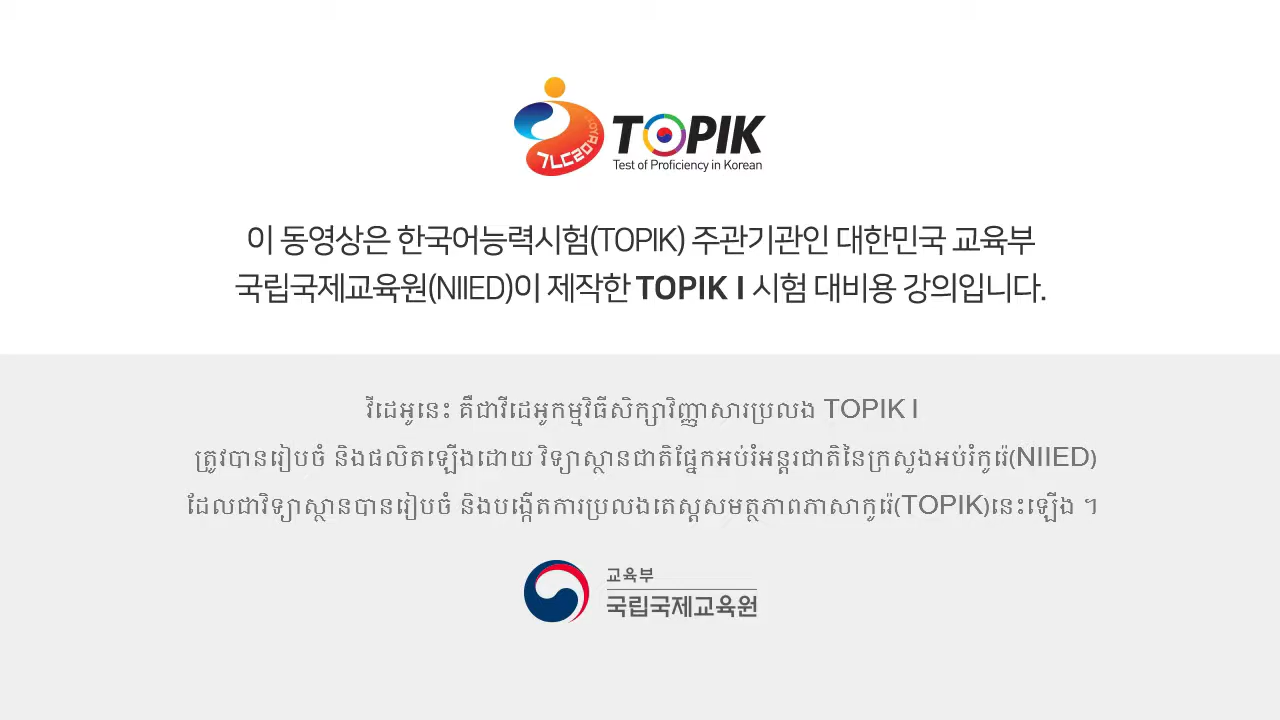 TOPIK
Test of Proficiency in Korean
이 동영상은 한국어능력시험(TOPIK) 주관기관인 대한민국 교육부
국립국제교육원(NIIED)이 제작한 TOPIK I 시험 대비용 강의입니다.
វីដេអូនេះ គឺជាវីដេអូកម្មវិធីសិក្សាវិញ្ញាសារប្រលង TOPIK I
ត្រូវបានរៀបចំ និងផលិតឡើងដោយ វិទ្យាស្ថានជាតិផ្នែកអប់រំអន្តរជាតិនៃក្រសួងអប់រំកូរ៉េ(NIIED)
ដែលជាវិទ្យាស្ថានបានរៀបចំ និងបង្កើតការប្រលងតេស្តសមត្ថភាពភាសាកូរ៉េ(TOPIK)នេះឡើង ។
교육부
국립국제교육원